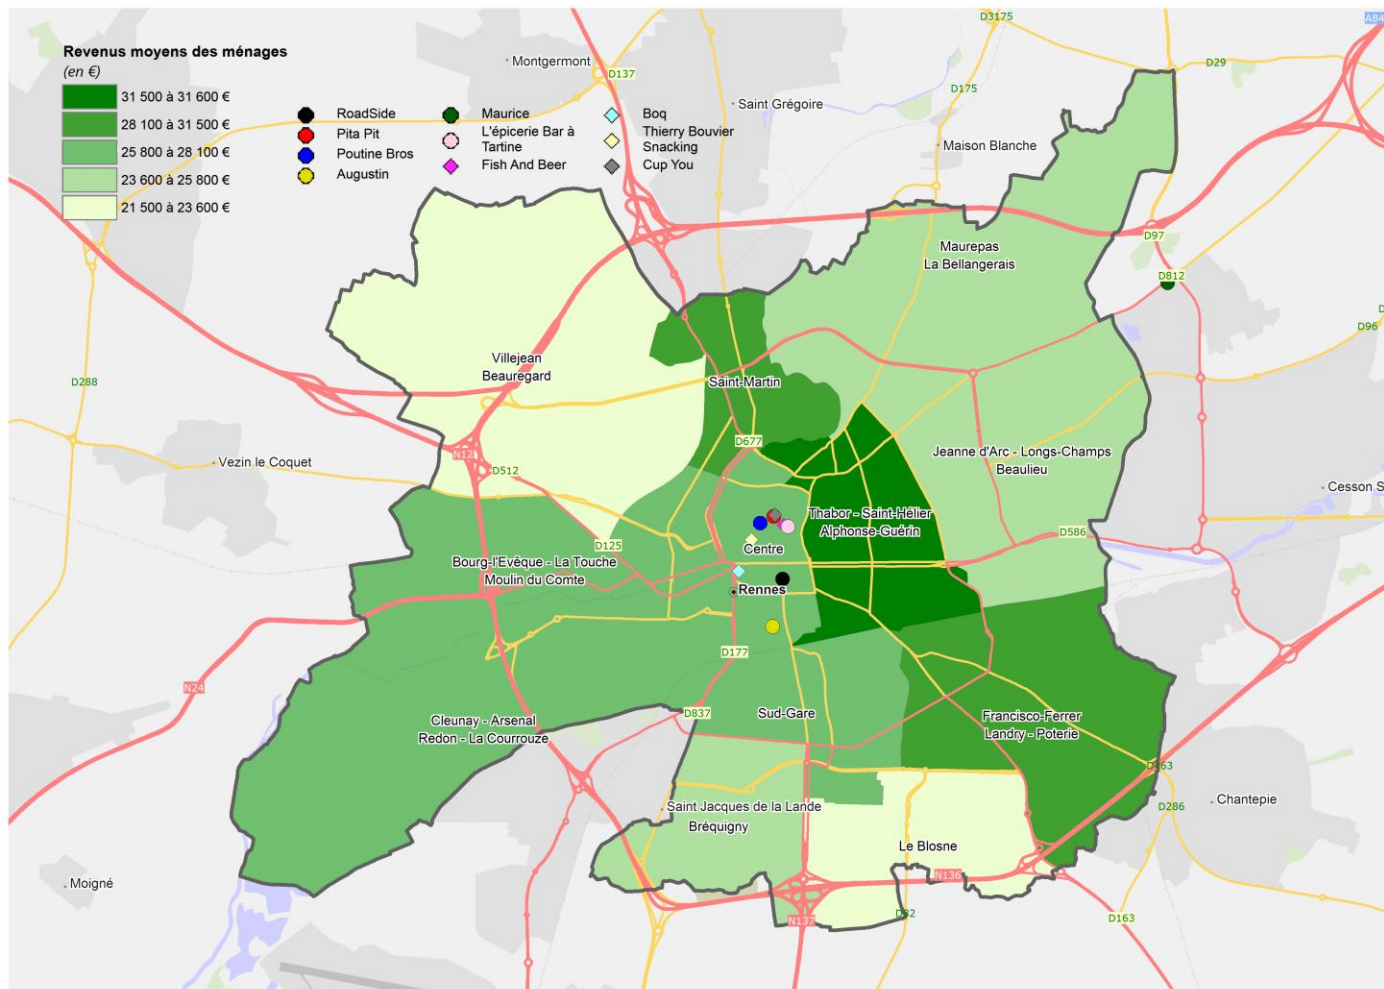 Revenus moyens des ménages
(en €)
31 500 à 31 600 €
28 100 à 31 500 €
25 800 à 28 100 €
23 600 à 25 800 €
21 500 à 23 600 €
RoadSide
Pita Pit
Poutine Bros
Augustin
Maurice
L'épicerie Bar à
Tartine
Fish And Beer
Boq
Thierry Bouvier
Snacking
Cup You
D3175
A84
Montgermont
D137
D29
D175
Saint Grégoire
Maison Blanche
D97
Maurepas
La Bellangerais
D812
D96
Villejean
Beauregard
D288
Saint-Martin
D677
N12
Vezin le Coquet
D512
Jeanne d'Arc - Longs-Champs
Beaulieu
Cesson S
Thabor - Saint-Hélier
Alphonse-Guérin
D586
D125
Centre
Bourg-l'Evêque - La Touche
Moulin du Comte
Rennes
D177
N24
Cleunay - Arsenal
Redon - La Courrouze
D837
Sud-Gare
Francisco-Ferrer
Landry - Poterie
Saint Jacques de la Lande
Bréquigny
Chantepie
D286
Le Blosne
Moigné
N136
N137
D163